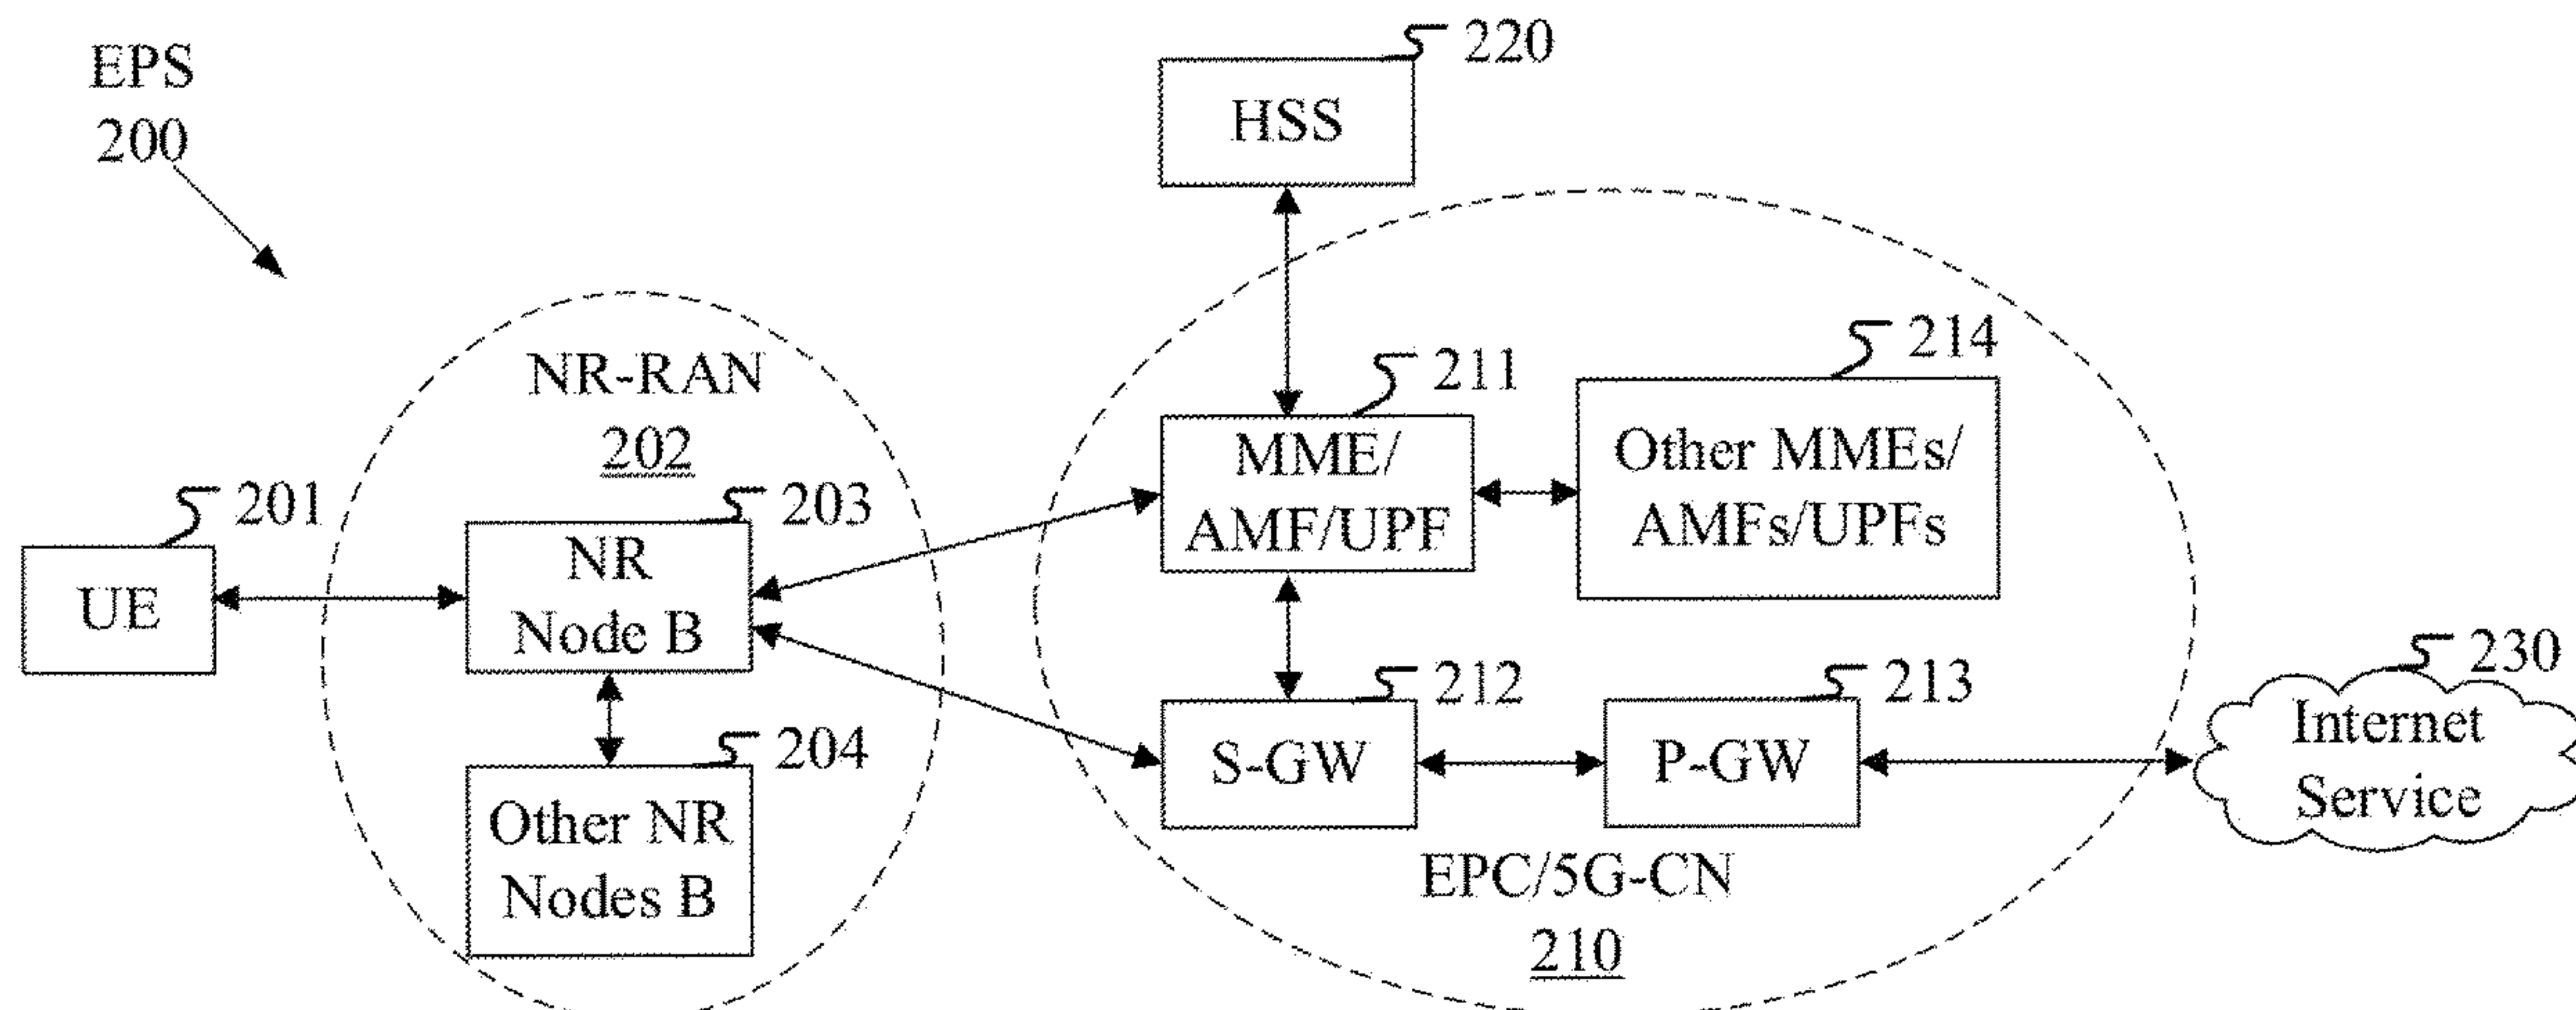 EPS
200
220
HSS
NR-RAN
202
201
UE
203
NR
Node B
204
Other NR
Nodes B
211
MME/
AMF/UPF
214
Other MMEs/
AMFs/UPFs
212
S-GW
213
P-GW
EPC/5G-CN
210
230
Internet
Service